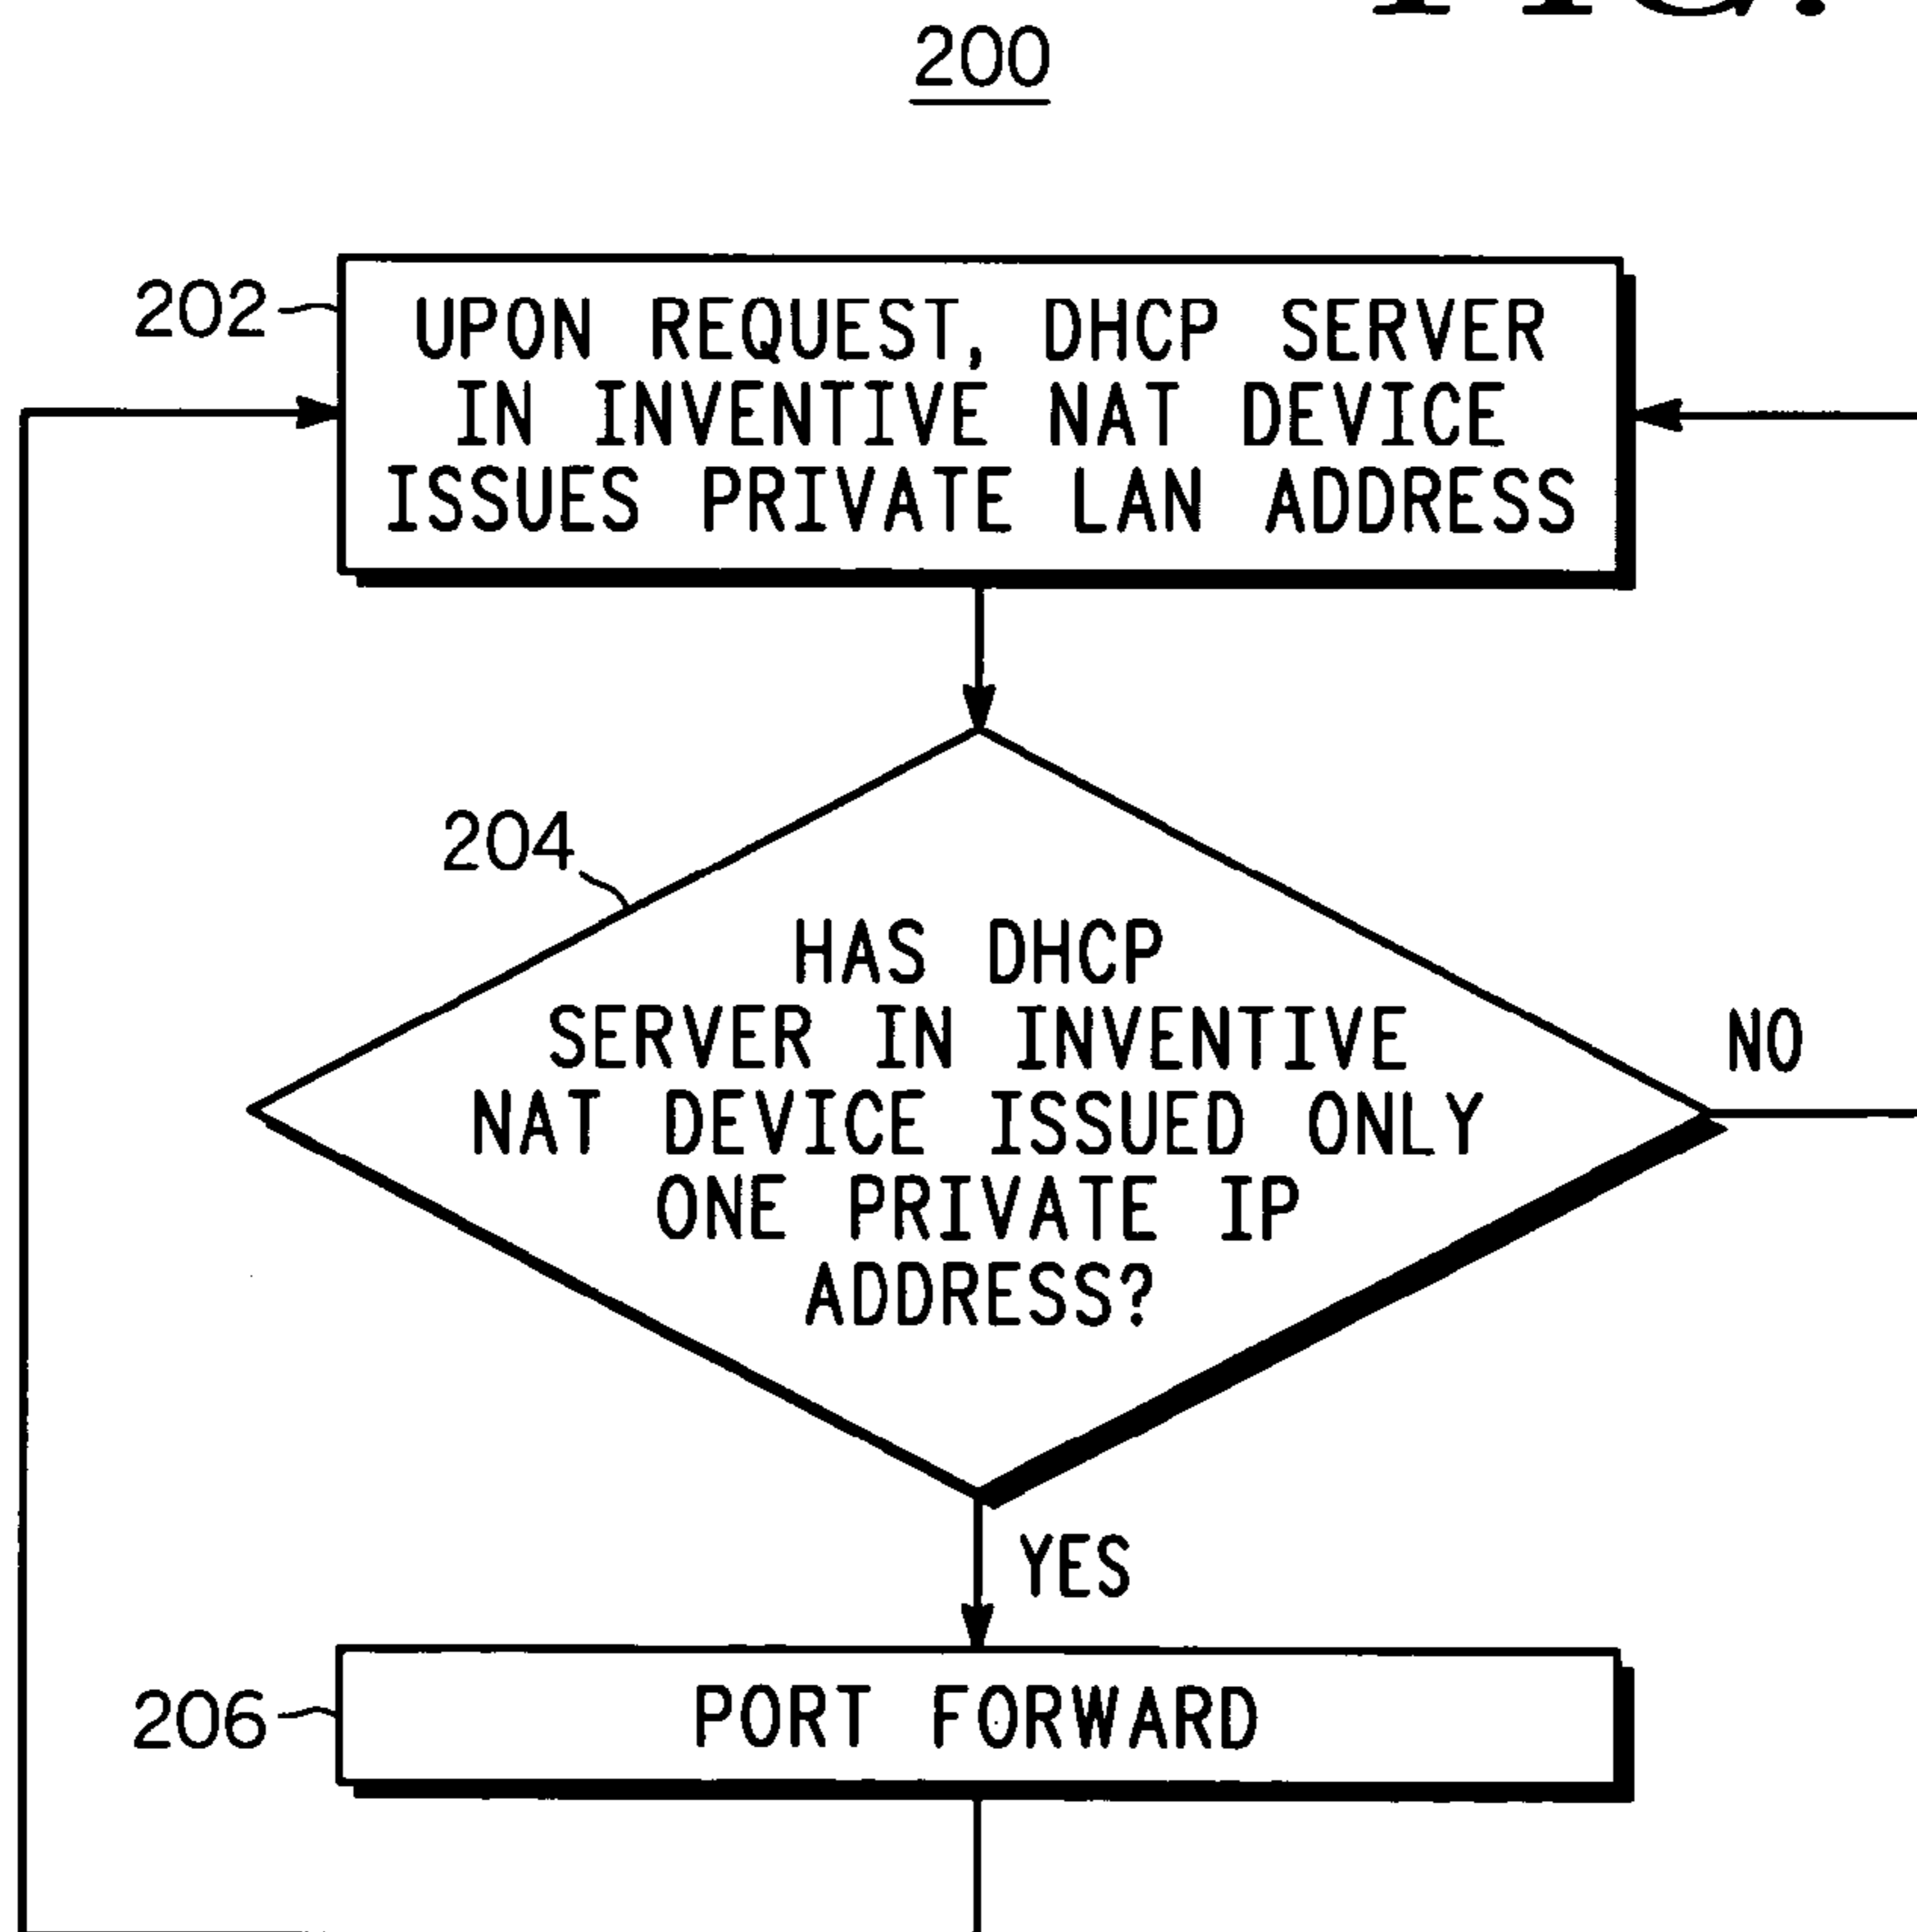 200
202
UPON REQUEST, DHCP SERVER
IN INVENTIVE NAT DEVICE
ISSUES PRIVATE LAN ADDRESS
204
HAS DHCP
SERVER IN INVENTIVE
NAT DEVICE ISSUED ONLY
ONE PRIVATE IP
ADDRESS?
NO
YES
206
PORT FORWARD